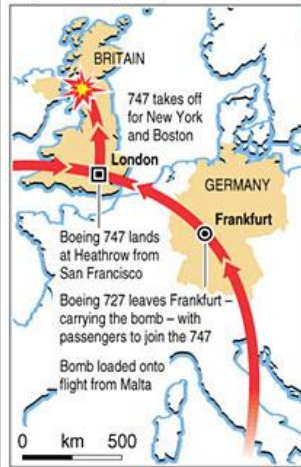 BRITAIN
747 takes off
for New York
and Boston
London
GERMANY
Frankfurt
Boeing 747 lands
at Heathrow from
San Francisco
Boeing 727 leaves Frankfurt –
carrying the bomb – with
passengers to join the 747
Bomb loaded onto
flight from Malta
0 km 500